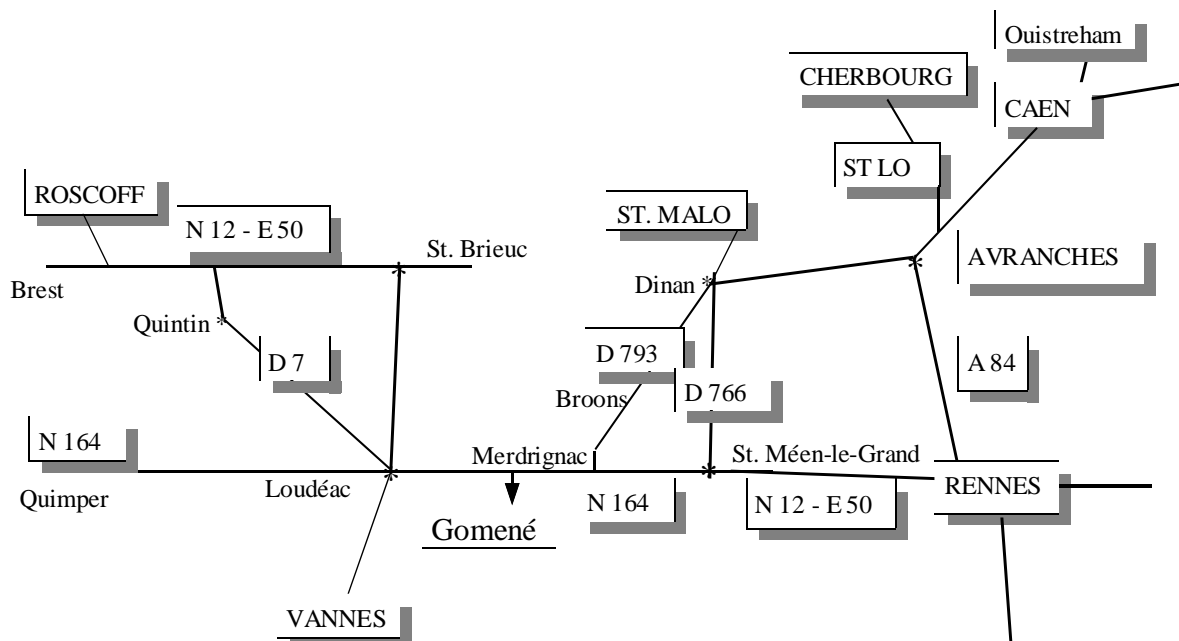 Ouistreham
CHERBOURG
CAEN
ST LO
ROSCOFF
ST. MALO
N 12 - E 50
St. Brieuc
AVRANCHES
Brest
Dinan *
Quintin *
D 7
D 793
A 84
D 766
Broons
N 164
Merdrignac
St. Méen-le-Grand
Quimper
Loudéac
RENNES
N 164
N 12 - E 50
Gomené
VANNES